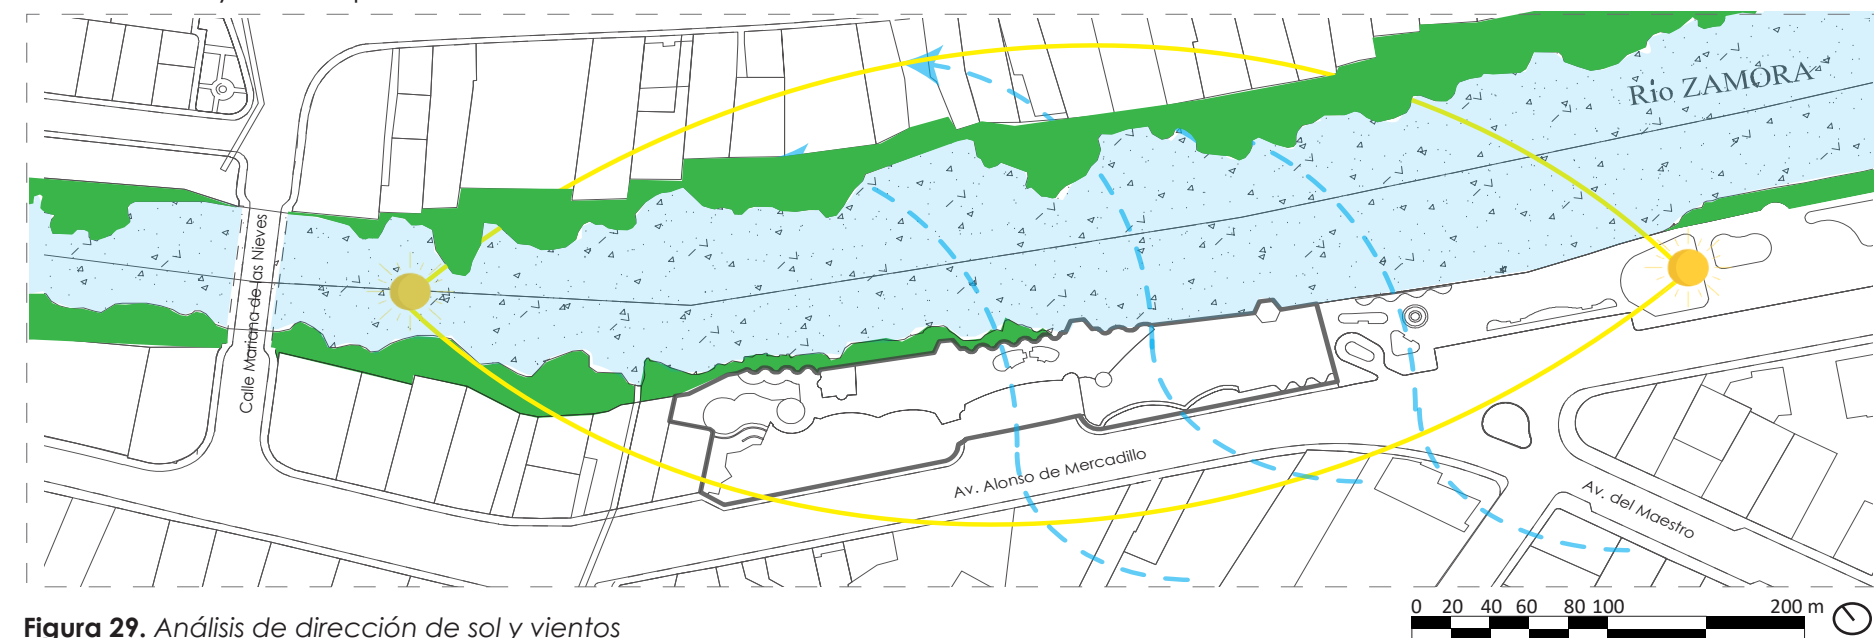 Rio ZAMORA
Calle Mariana de las Nieves
Av. Alonso de Mercadillo
Av. del Maestro
0 20 40 60 80 100 200 m
Figura 29. Análisis de dirección de sol y vientos